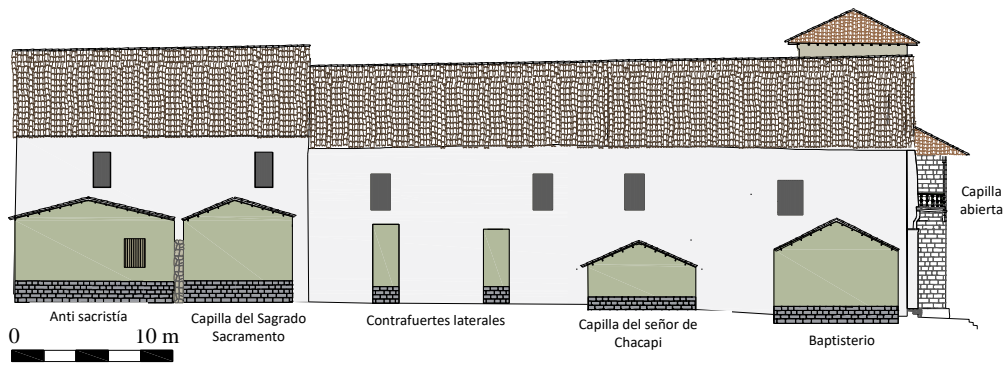 Capilla
abierta
Anti sacristía
Capilla del Sagrado
Sacramento
Contrafuertes laterales
Capilla del señor de
Chacapi
Baptisterio
0 10 m